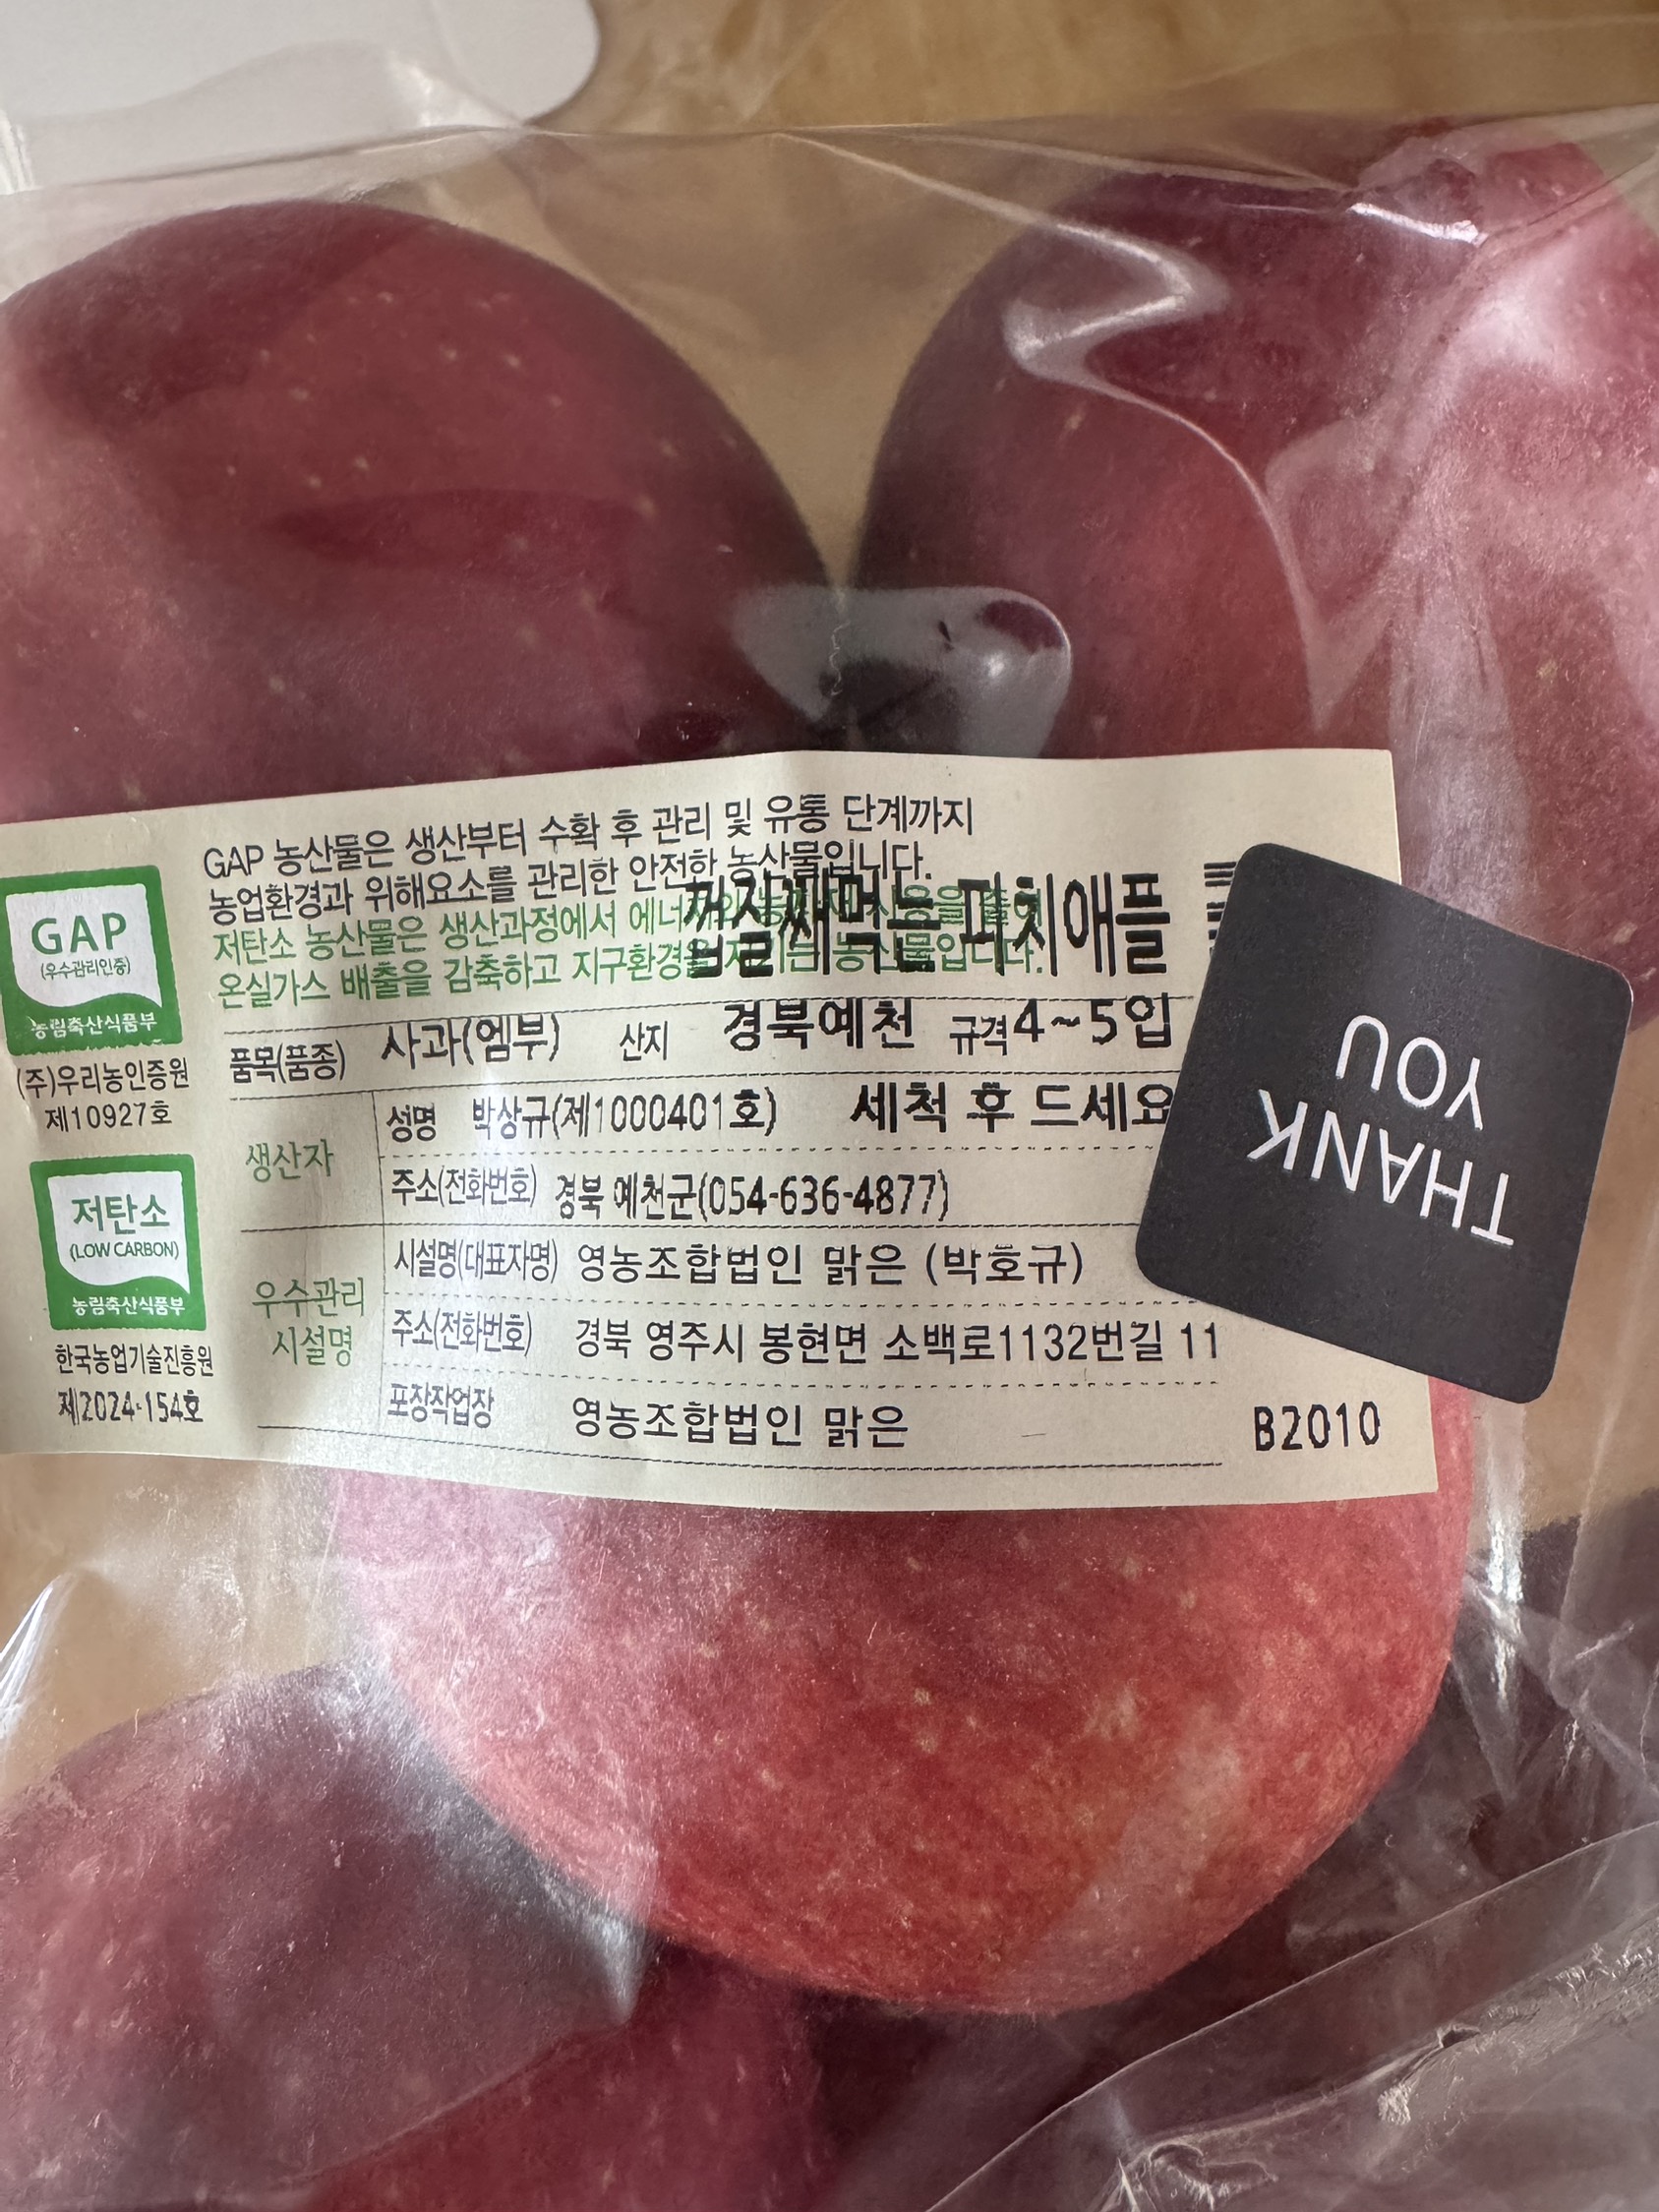 GAP 농산물은 생산부터 수확 후 관리 및 유통 단계까지
농업환경과 위해요소를 관리한 안전한 농산물입니다.
저탄소 농산물은 생산과정에서
온실가스 배출을 감축하고 지구환경을 지키는 농산물입니다.
껍질째먹는 피치애플
GAP
(우수관리인증)
농림축산식품부
(주)우리농인증원
제10927호
저탄소
(LOW CARBON)
농림축산식품부
한국농업기술진흥원
제2024-154호
품목(품종) 사과(엠부) 산지 경북예천 규격4~5입
생산자
성명 박상규(제1000401호) 세척 후 드세요
주소(전화번호) 경북 예천군(054-636-4877)
우수관리
시설명
시설명(대표자명) 영농조합법인 맑은 (박호규)
주소(전화번호) 경북 영주시 봉현면 소백로1132번길 11
포장작업장 영농조합법인 맑은
B2010
THANK
YOU